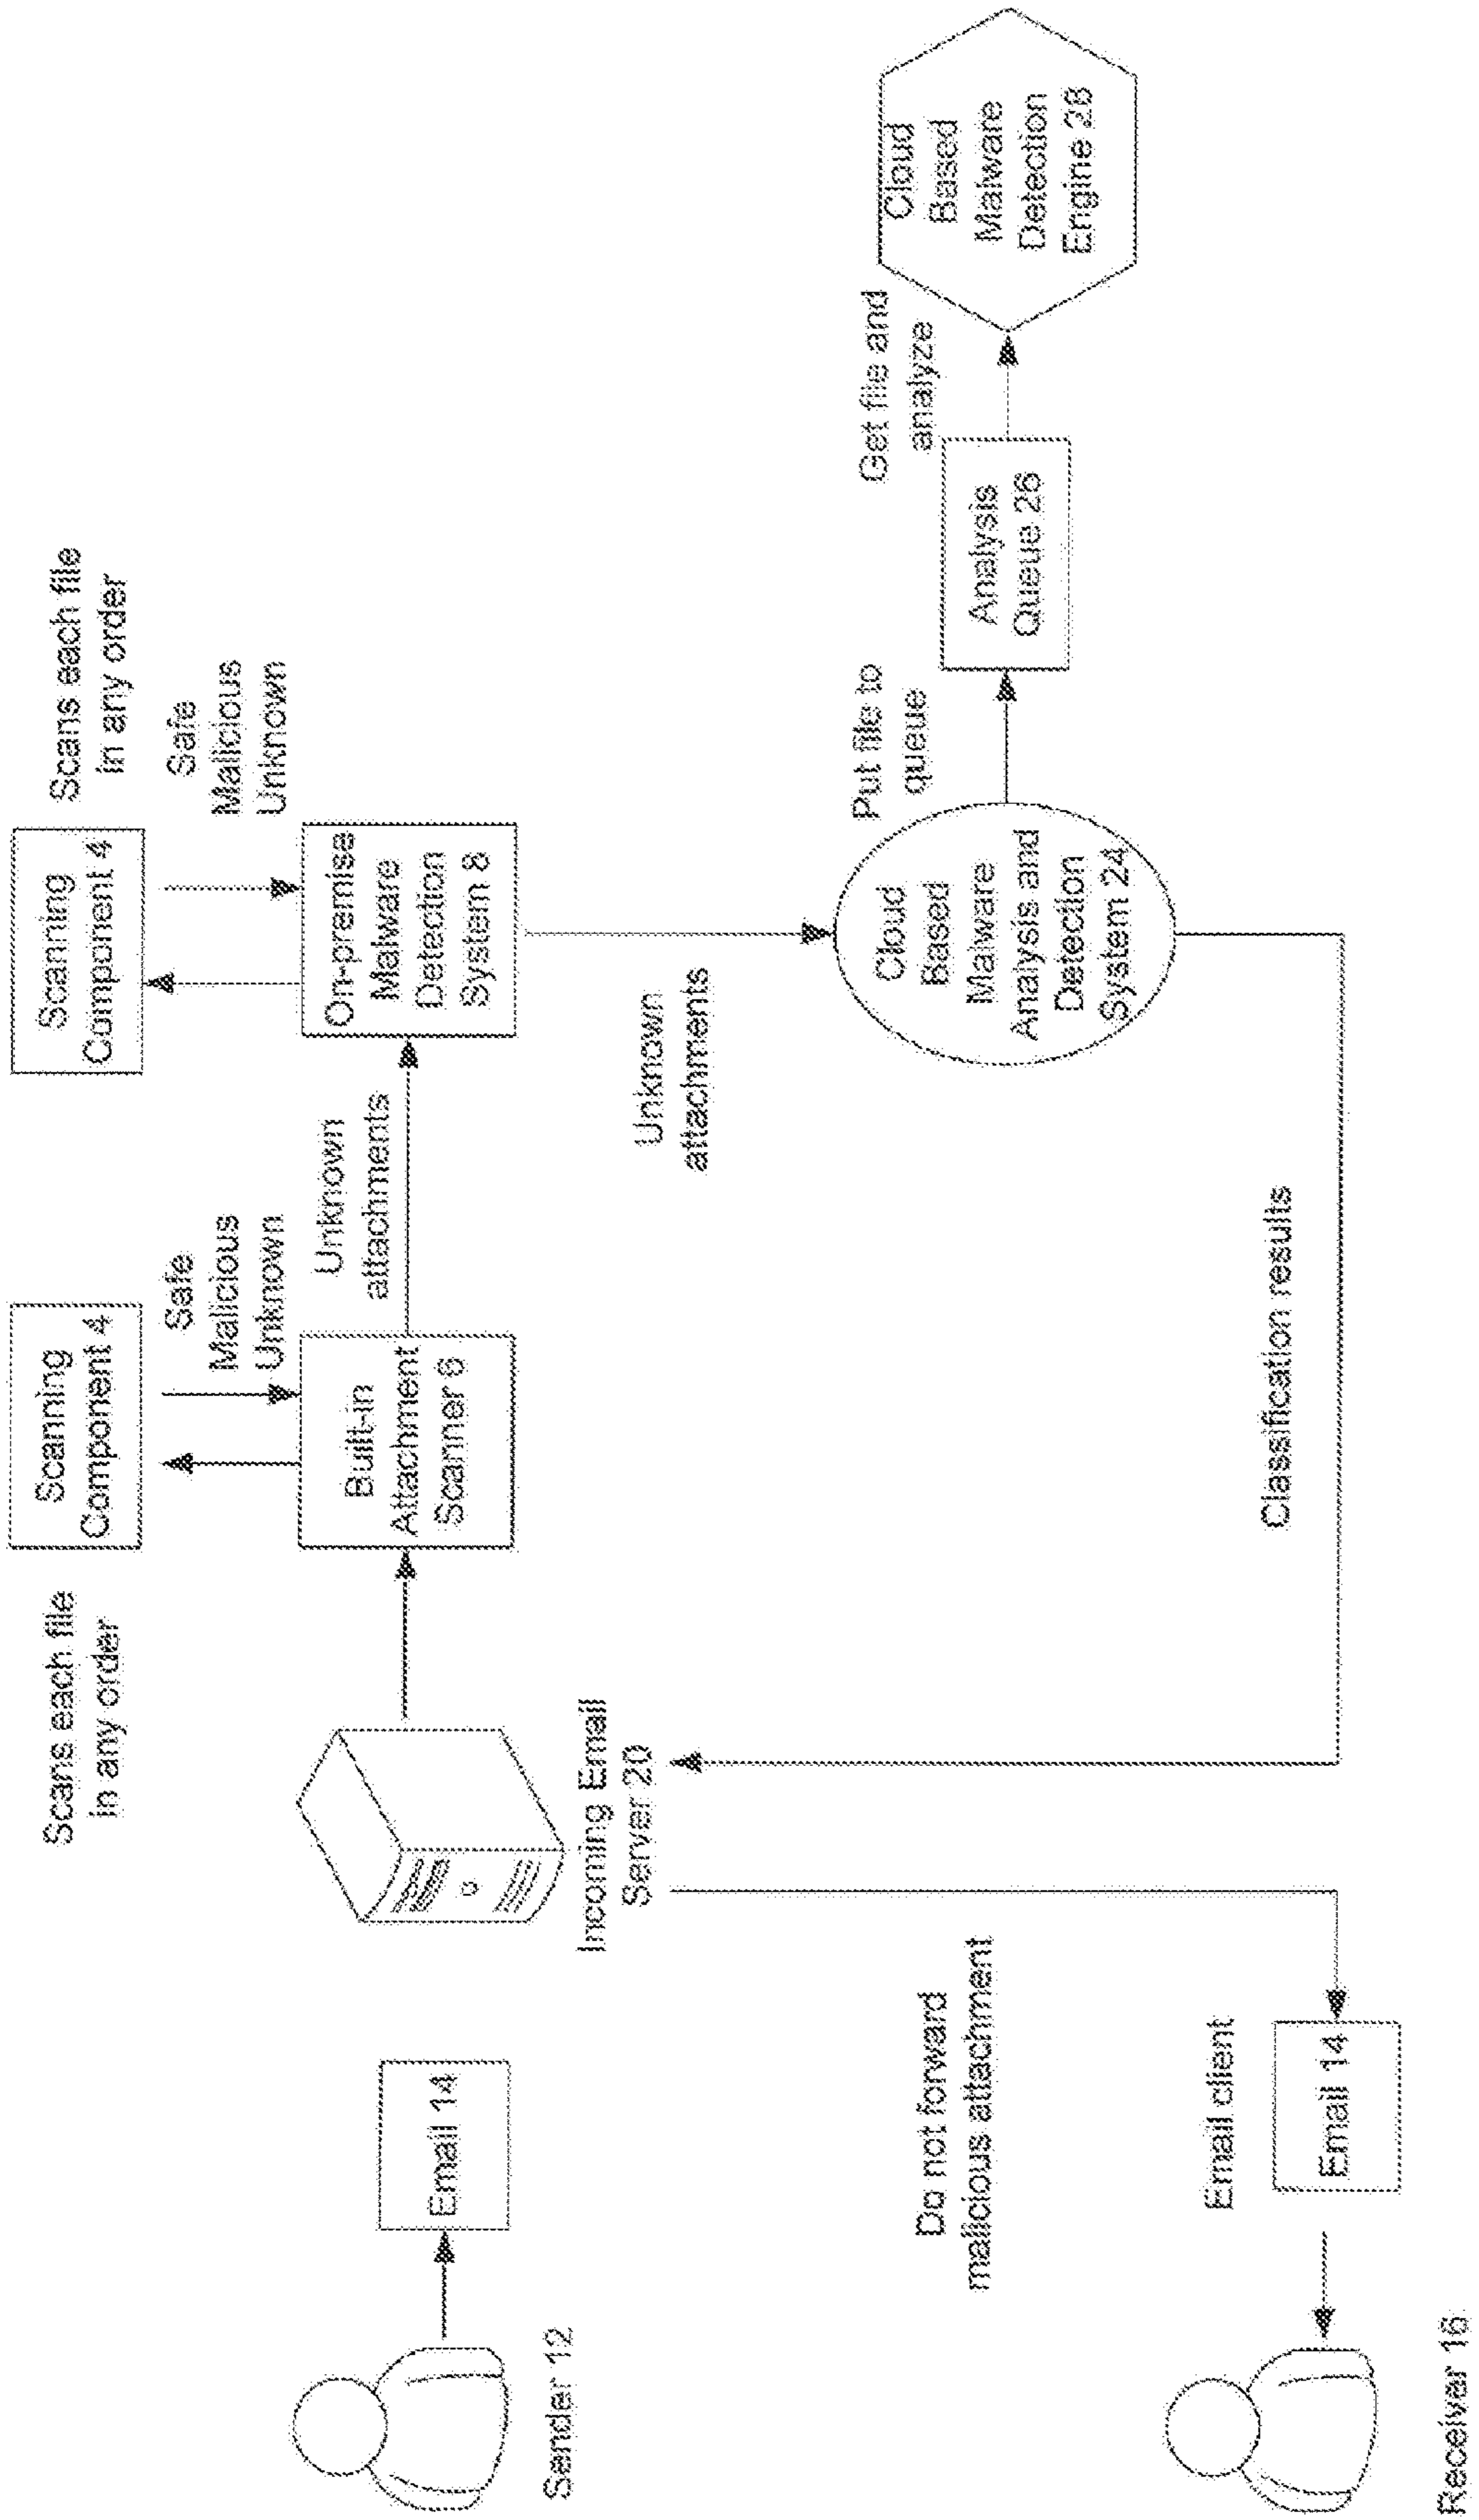 Scans each file
in any order
Scanning
Component 4
Safe
Malicious
Unknown
Scans each file
in any order
Scanning
Component 4
Safe
Malicious
Unknown
Sender 12
Email 14
Incoming Email
Server 20
Built-in
Attachment
Scanner 6
Unknown
attachments
On-premise
Malware
Detection
System 8
Unknown
attachments
Do not forward
malicious attachment
Cloud
Based
Malware
Analysis and
Detection
System 24
Put file to
queue
Analysis
Queue 26
Get file and
analyze
Cloud
Based
Malware
Detection
Engine 28
Classification results
Email client
Email 14
Receiver 16